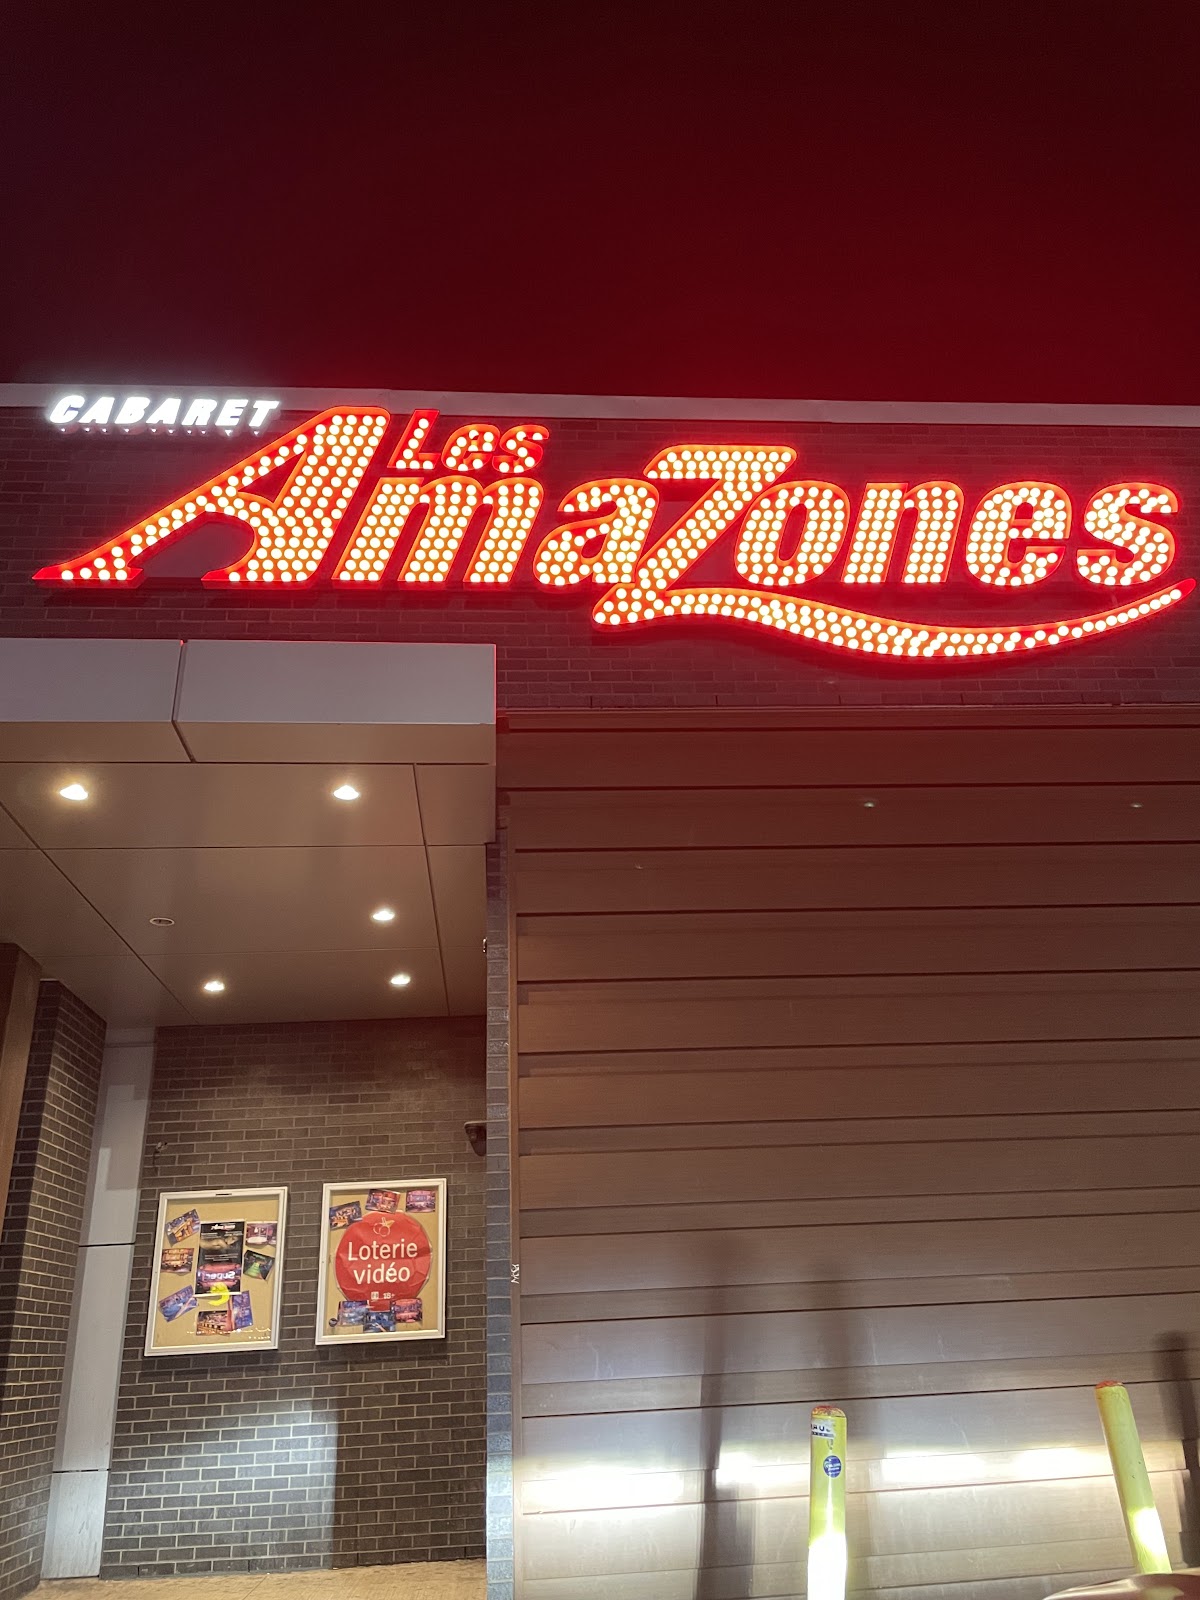 CABARET
Les
AmaZones
Loterie
vidéo
18+